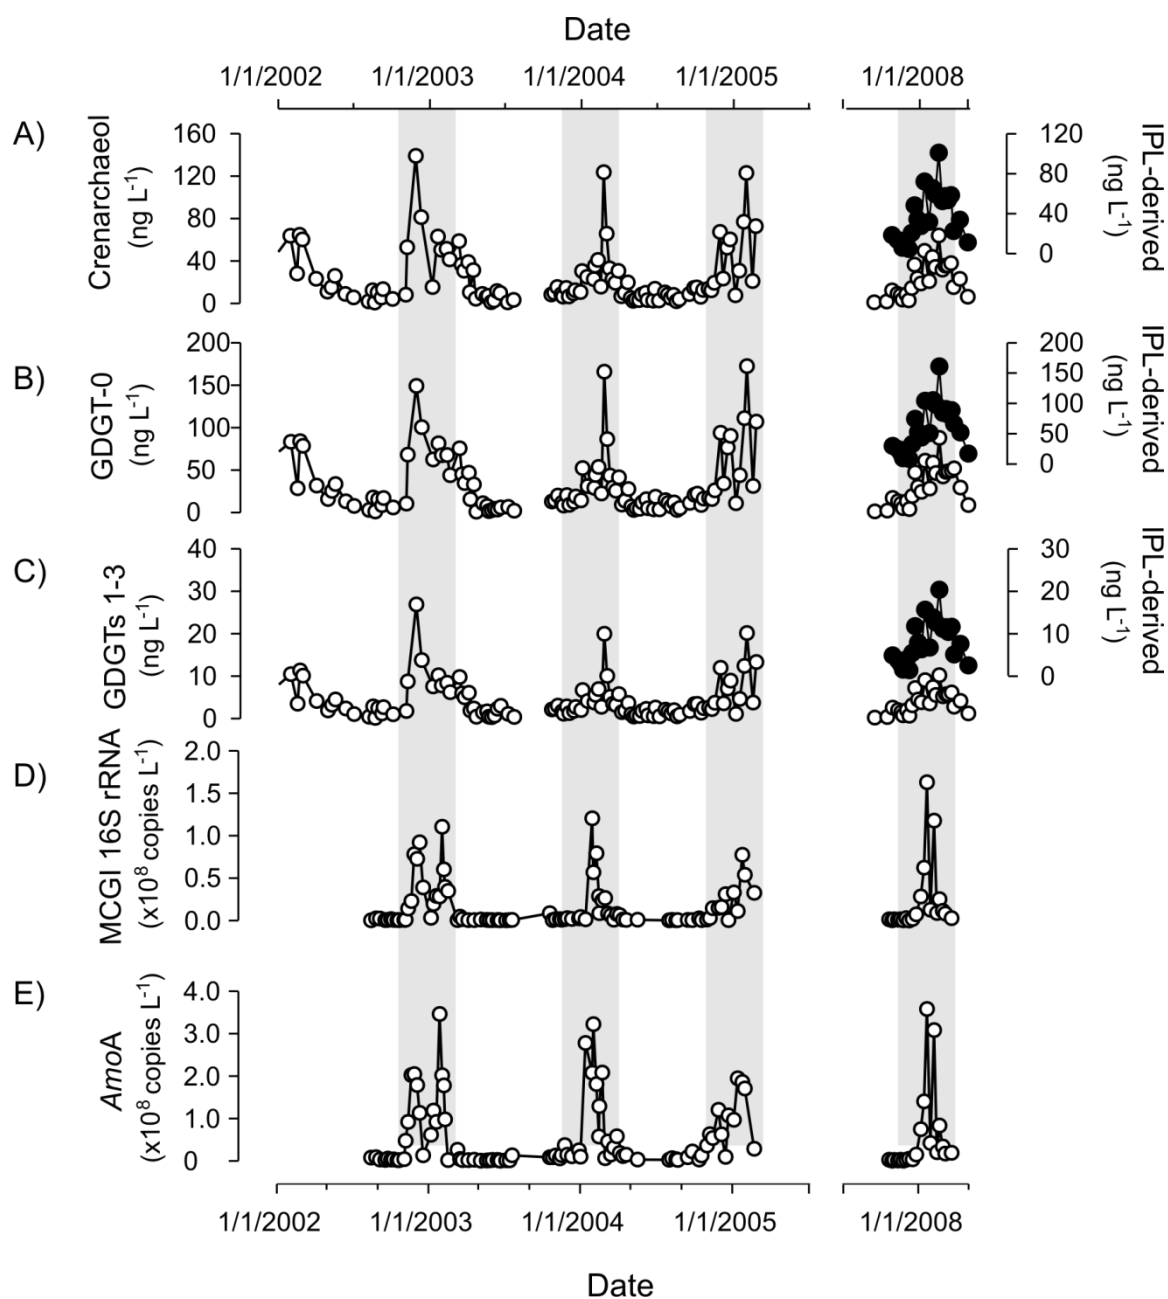 Date
1/1/2002 1/1/2003 1/1/2004 1/1/2005 1/1/2008
A)
Crenarchaeol
(ng L⁻¹)
160
120
80
40
0
120
80
40
0
IPL-derived
(ng L⁻¹)
B)
GDGT-0
(ng L⁻¹)
200
150
100
50
0
200
150
100
50
0
IPL-derived
(ng L⁻¹)
C)
GDGTs 1-3
(ng L⁻¹)
40
30
20
10
0
30
20
10
0
IPL-derived
(ng L⁻¹)
D)
MCGI 16S rRNA
(x10⁸ copies L⁻¹)
2.0
1.5
1.0
0.5
0.0
E)
AmoA
(x10⁸ copies L⁻¹)
4.0
3.0
2.0
1.0
0
1/1/2002 1/1/2003 1/1/2004 1/1/2005 1/1/2008
Date